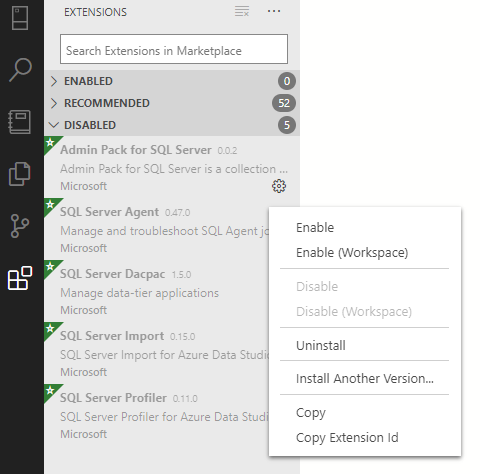 EXTENSIONS
Search Extensions in Marketplace
ENABLED 0
RECOMMENDED 52
DISABLED 5
Admin Pack for SQL Server 0.0.2
Admin Pack for SQL Server is a collection ...
Microsoft
SQL Server Agent 0.47.0
Manage and troubleshoot SQL Agent jo
Microsoft
SQL Server Dacpac 1.5.0
Manage data-tier applications
Microsoft
SQL Server Import 0.15.0
SQL Server Import for Azure Data Studi
Microsoft
SQL Server Profiler 0.11.0
SQL Server Profiler for Azure Data Studi
Microsoft
Enable
Enable (Workspace)
Disable
Disable (Workspace)
Uninstall
Install Another Version...
Copy
Copy Extension Id